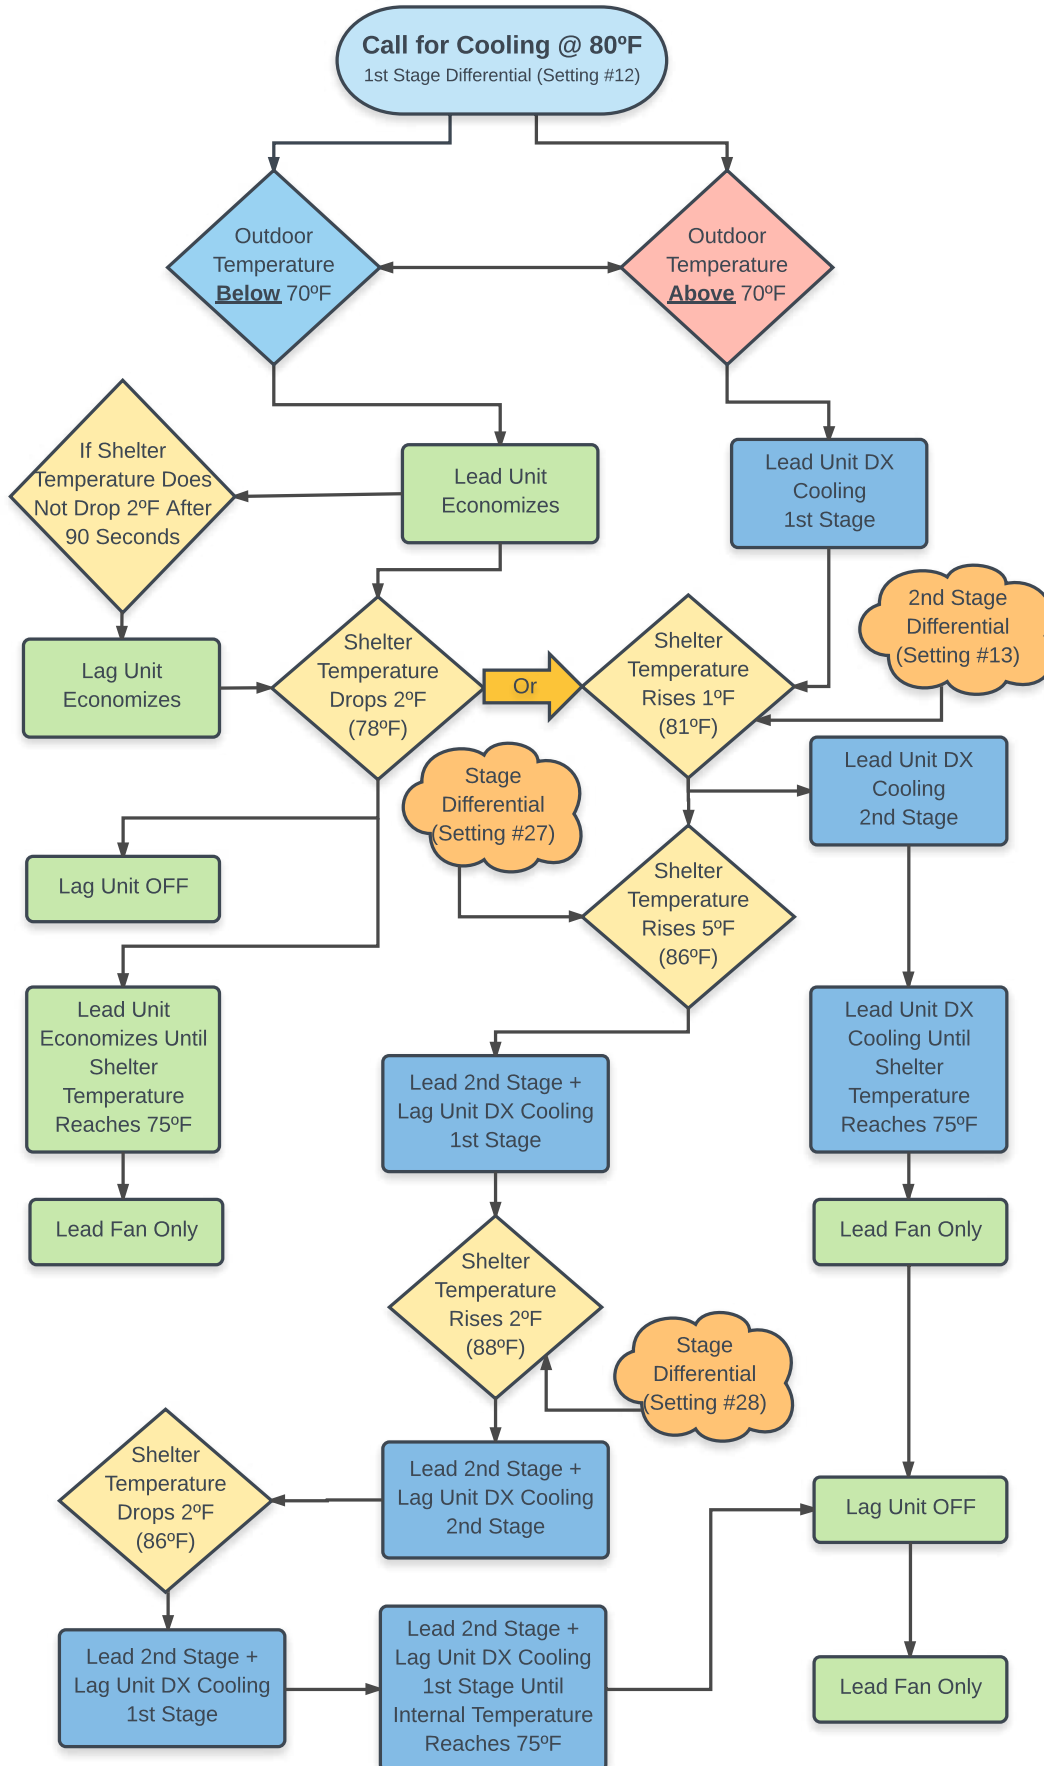 Call for Cooling @ 80ºF
1st Stage Differential (Setting #12)
Outdoor
Temperature
Below 70ºF
Outdoor
Temperature
Above 70ºF
If Shelter
Temperature Does
Not Drop 2ºF After
90 Seconds
Lead Unit
Economizes
Lead Unit DX
Cooling
1st Stage
2nd Stage
Differential
(Setting #13)
Lag Unit
Economizes
Shelter
Temperature
Drops 2ºF
(78ºF)
Or
Shelter
Temperature
Rises 1ºF
(81ºF)
Stage
Differential
(Setting #27)
Lead Unit DX
Cooling
2nd Stage
Lag Unit OFF
Shelter
Temperature
Rises 5ºF
(86ºF)
Lead Unit
Economizes Until
Shelter
Temperature
Reaches 75ºF
Lead 2nd Stage +
Lag Unit DX Cooling
1st Stage
Lead Unit DX
Cooling Until
Shelter
Temperature
Reaches 75ºF
Lead Fan Only
Shelter
Temperature
Rises 2ºF
(88ºF)
Lead Fan Only
Stage
Differential
(Setting #28)
Shelter
Temperature
Drops 2ºF
(86ºF)
Lead 2nd Stage +
Lag Unit DX Cooling
2nd Stage
Lag Unit OFF
Lead 2nd Stage +
Lag Unit DX Cooling
1st Stage
Lead 2nd Stage +
Lag Unit DX Cooling
1st Stage Until
Internal Temperature
Reaches 75ºF
Lead Fan Only